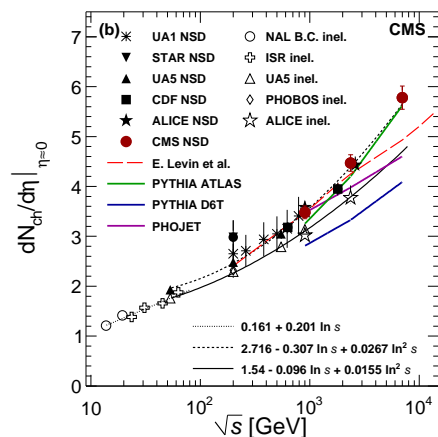 (b)
CMS
UA1 NSD
NAL B.C. inel.
STAR NSD
ISR inel.
UA5 NSD
UA5 inel.
CDF NSD
PHOBOS inel.
ALICE NSD
ALICE inel.
CMS NSD
E. Levin et al.
PYTHIA ATLAS
PYTHIA D6T
PHOJET
dN_ch/dη|_η≈0
7
6
5
4
3
2
1
0
0.161 + 0.201 ln s
2.716 - 0.307 ln s + 0.0267 ln² s
1.54 - 0.096 ln s + 0.0155 ln² s
10 10² 10³ 10⁴
√s [GeV]